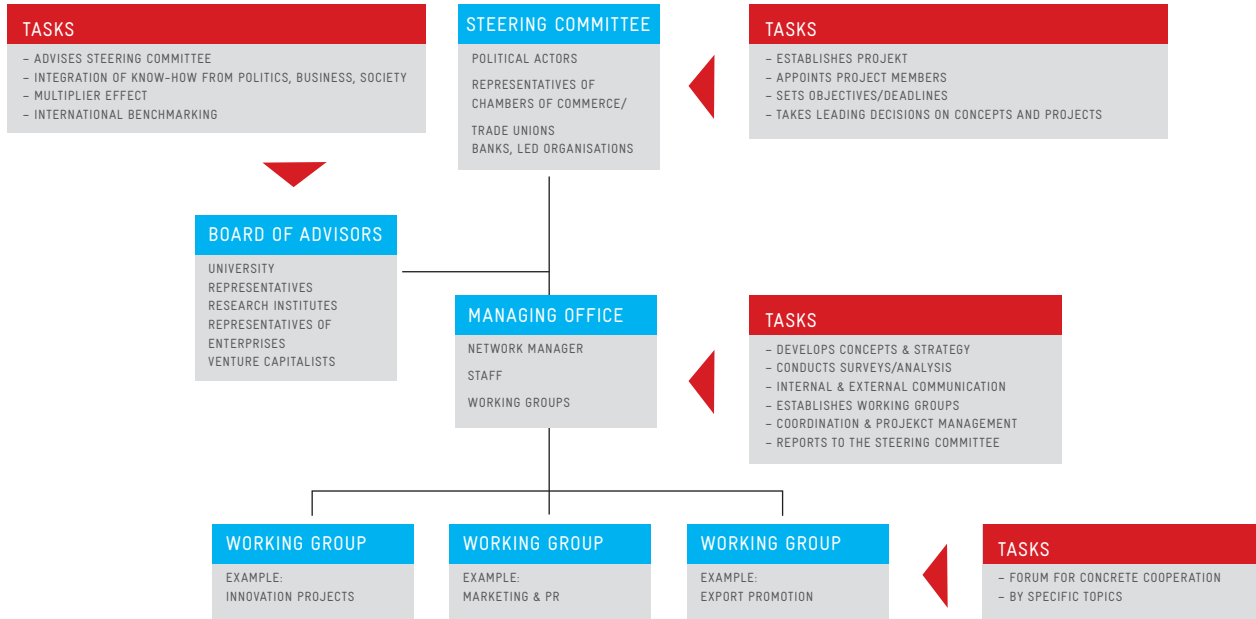 TASKS
– ADVISES STEERING COMMITTEE
– INTEGRATION OF KNOW-HOW FROM POLITICS, BUSINESS, SOCIETY
– MULTIPLIER EFFECT
– INTERNATIONAL BENCHMARKING
STEERING COMMITTEE
POLITICAL ACTORS
REPRESENTATIVES OF
CHAMBERS OF COMMERCE/
TRADE UNIONS
BANKS, LED ORGANISATIONS
TASKS
– ESTABLISHES PROJEKT
– APPOINTS PROJECT MEMBERS
– SETS OBJECTIVES/DEADLINES
– TAKES LEADING DECISIONS ON CONCEPTS AND PROJECTS
BOARD OF ADVISORS
UNIVERSITY
REPRESENTATIVES
RESEARCH INSTITUTES
REPRESENTATIVES OF
ENTERPRISES
VENTURE CAPITALISTS
MANAGING OFFICE
NETWORK MANAGER
STAFF
WORKING GROUPS
TASKS
– DEVELOPS CONCEPTS & STRATEGY
– CONDUCTS SURVEYS/ANALYSIS
– INTERNAL & EXTERNAL COMMUNICATION
– ESTABLISHES WORKING GROUPS
– COORDINATION & PROJEKCT MANAGEMENT
– REPORTS TO THE STEERING COMMITTEE
WORKING GROUP
EXAMPLE:
INNOVATION PROJECTS
WORKING GROUP
EXAMPLE:
MARKETING & PR
WORKING GROUP
EXAMPLE:
EXPORT PROMOTION
TASKS
– FORUM FOR CONCRETE COOPERATION
– BY SPECIFIC TOPICS